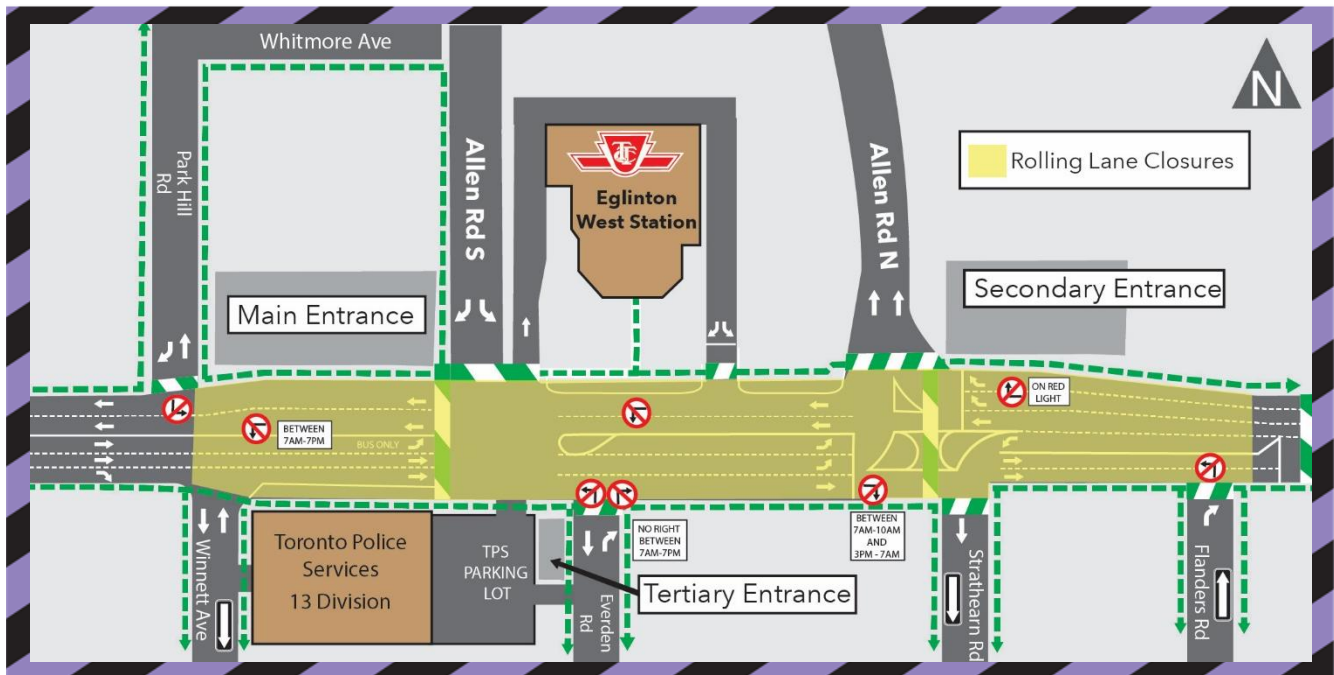 Whitmore Ave
Park Hill
Rd
Allen Rd S
TTC
Eglinton
West Station
Allen Rd N
N
Rolling Lane Closures
Main Entrance
Secondary Entrance
ON RED
LIGHT
BETWEEN
7AM-7PM
BUS ONLY
NO RIGHT
BETWEEN
7AM-7PM
BETWEEN
7AM-10AM
AND
3PM - 7AM
Winnett Ave
Toronto Police
Services
13 Division
TPS
PARKING
LOT
Everden
Rd
Tertiary Entrance
Strathearn Rd
Flanders Rd